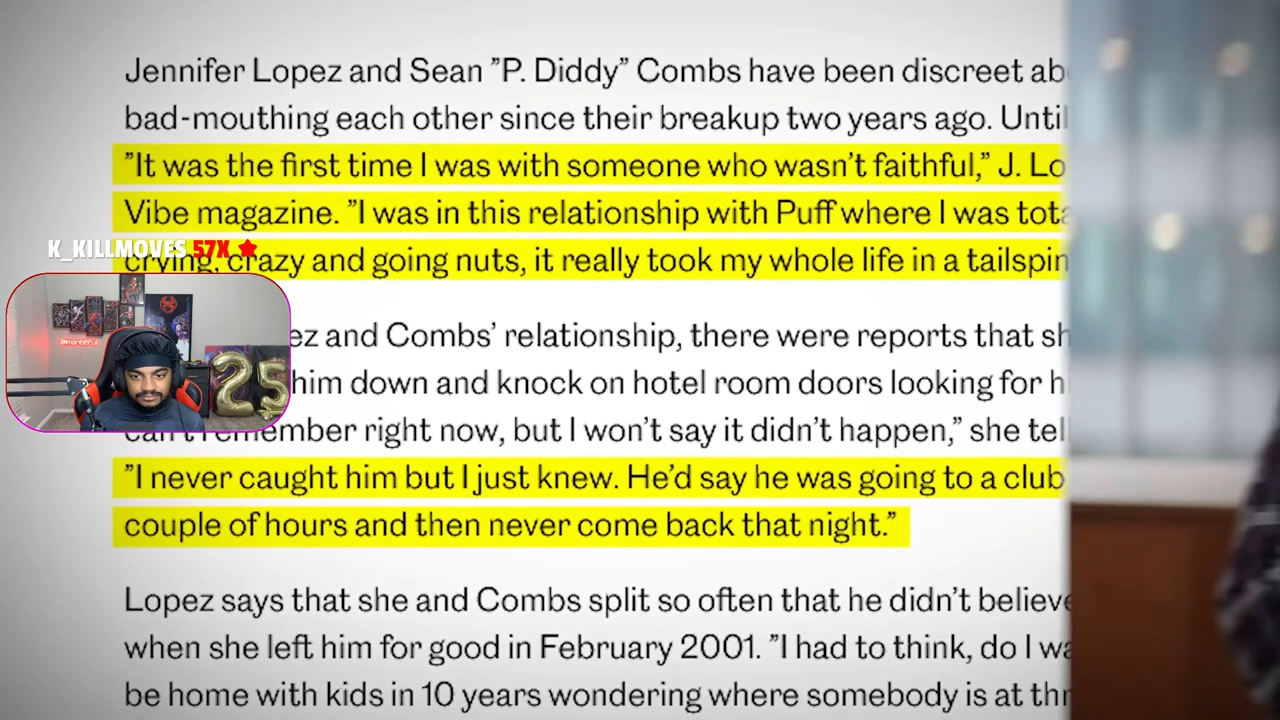 Jennifer Lopez and Sean ”P. Diddy” Combs have been discreet
bad-mouthing each other since their breakup two years ago. Until
”It was the first time I was with someone who wasn’t faithful,” J. Lo
Vibe magazine. ”I was in this relationship with Puff where I was
K_KILLMOVES 57X
crying, crazy and going nuts, it really took my whole life in a tailspin
and Combs’ relationship, there were reports that
him down and knock on hotel room doors looking for
can’t remember right now, but I won’t say it didn’t happen,” she
”I never caught him but I just knew. He’d say he was going to a club
couple of hours and then never come back that night.”
25
Lopez says that she and Combs split so often that he didn’t believe
when she left him for good in February 2001. ”I had to think, do I
be home with kids in 10 years wondering where somebody is at